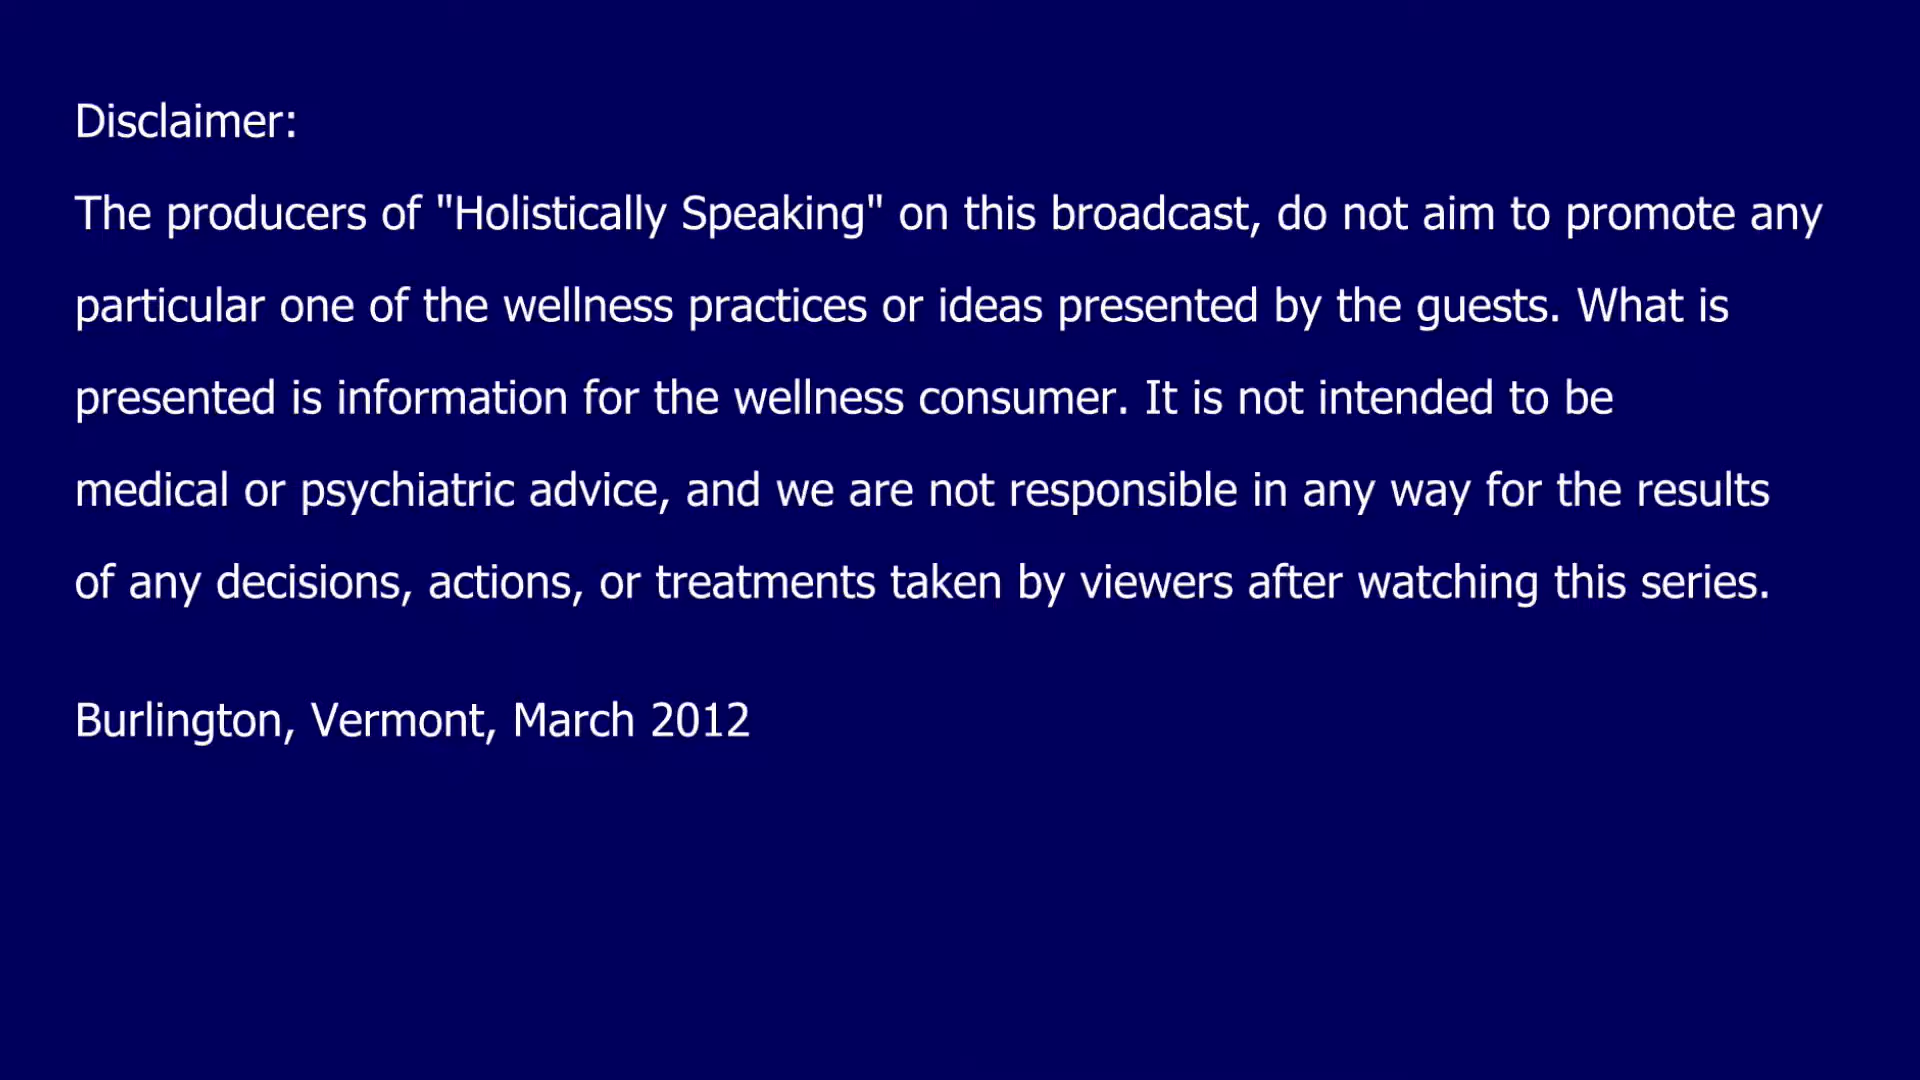 Disclaimer:
The producers of "Holistically Speaking" on this broadcast, do not aim to promote any
particular one of the wellness practices or ideas presented by the guests. What is
presented is information for the wellness consumer. It is not intended to be
medical or psychiatric advice, and we are not responsible in any way for the results
of any decisions, actions, or treatments taken by viewers after watching this series.
Burlington, Vermont, March 2012